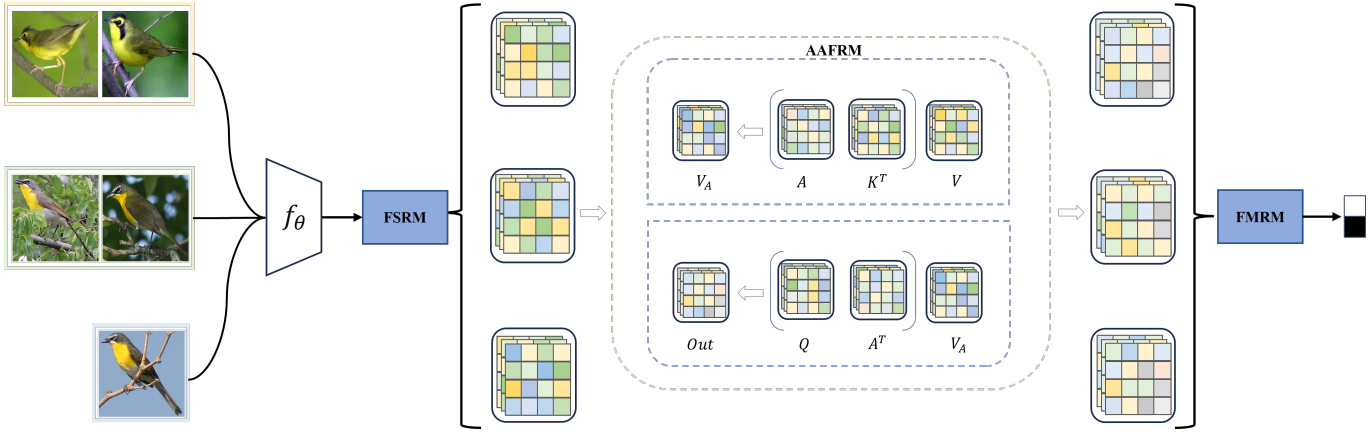 AAFRM
V_A A K^T V
f_θ
FSRM
FMRM
Out Q A^T V_A